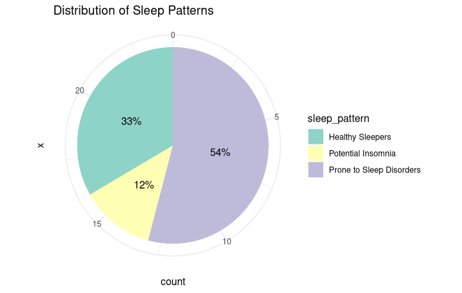 Distribution of Sleep Patterns
0
20
5
33%
54%
12%
15
10
x
count
sleep_pattern
Healthy Sleepers
Potential Insomnia
Prone to Sleep Disorders